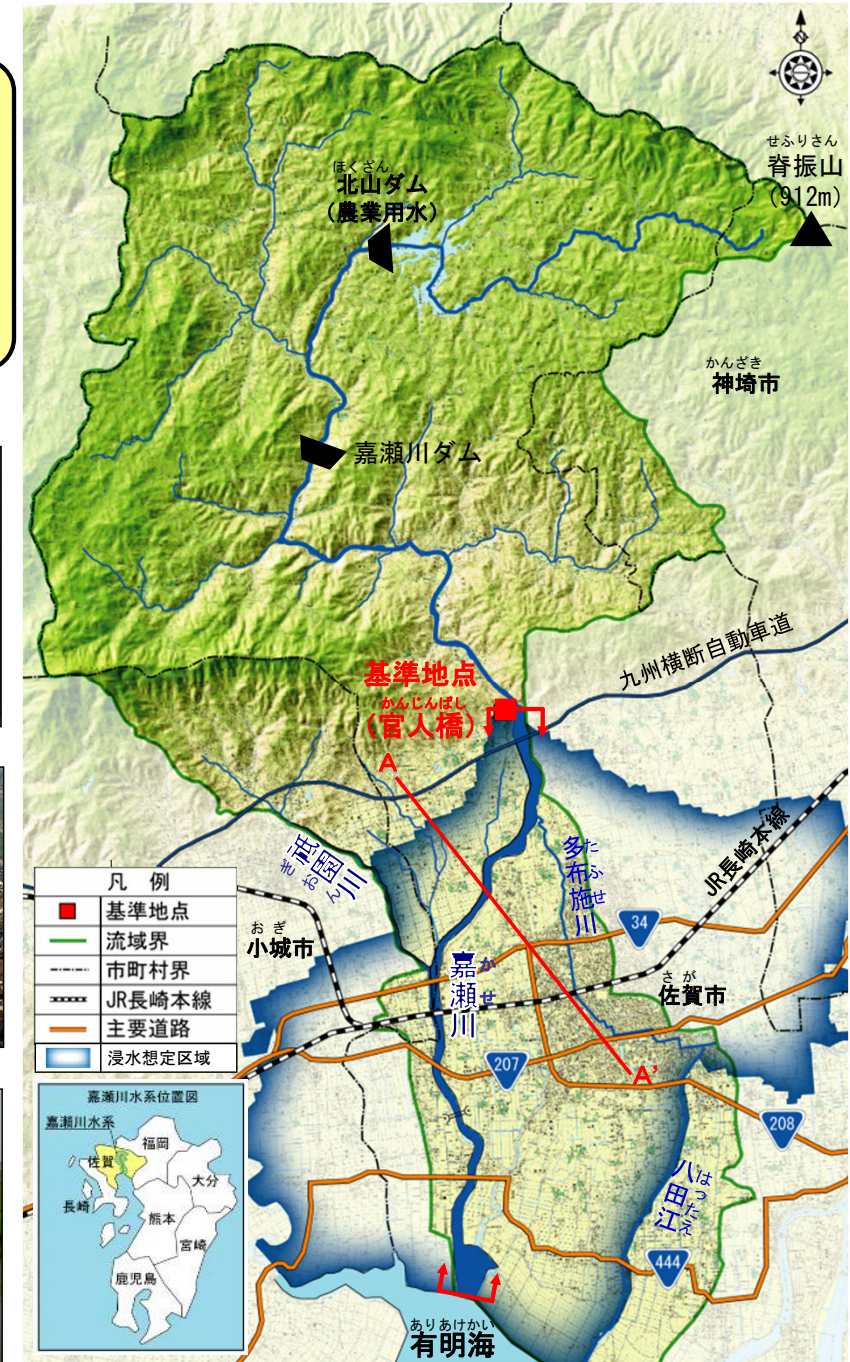 N
せふりさん
脊振山
(912m)
ほくざん
北山ダム
(農業用水)
かんざき
神埼市
嘉瀬川ダム
九州横断自動車道
基準地点
かんじんばし
(官人橋)
A
祇園川
ぎおん
多布施川
たふせ
JR長崎本線
34
おぎ
小城市
嘉瀬川
かせ
さが
佐賀市
凡 例
基準地点
流域界
市町村界
JR長崎本線
主要道路
浸水想定区域
207
A'
208
八田江
はったえ
444
嘉瀬川水系位置図
嘉瀬川水系
福岡
佐賀
大分
長崎
熊本
宮崎
鹿児島
ありあけかい
有明海